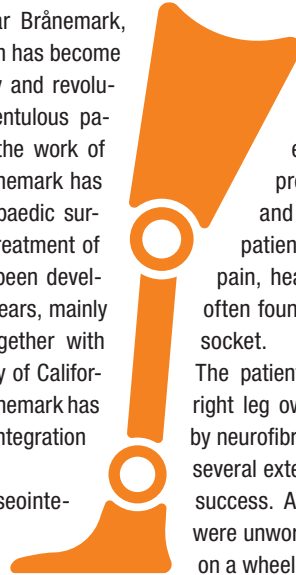 ar Brånemark,
n has become
y and revolu-
entulous pa-
the work of
nemark has
paedic sur-
reatment of
been devel-
ears, mainly
gether with
y of Califor-
nemark has
ntegration
seointe-
e
pro
and
patien
pain, hea
often foun
socket.
The patient
right leg ov
by neurofibr
several exte
success. A
were unwor
on a wheel